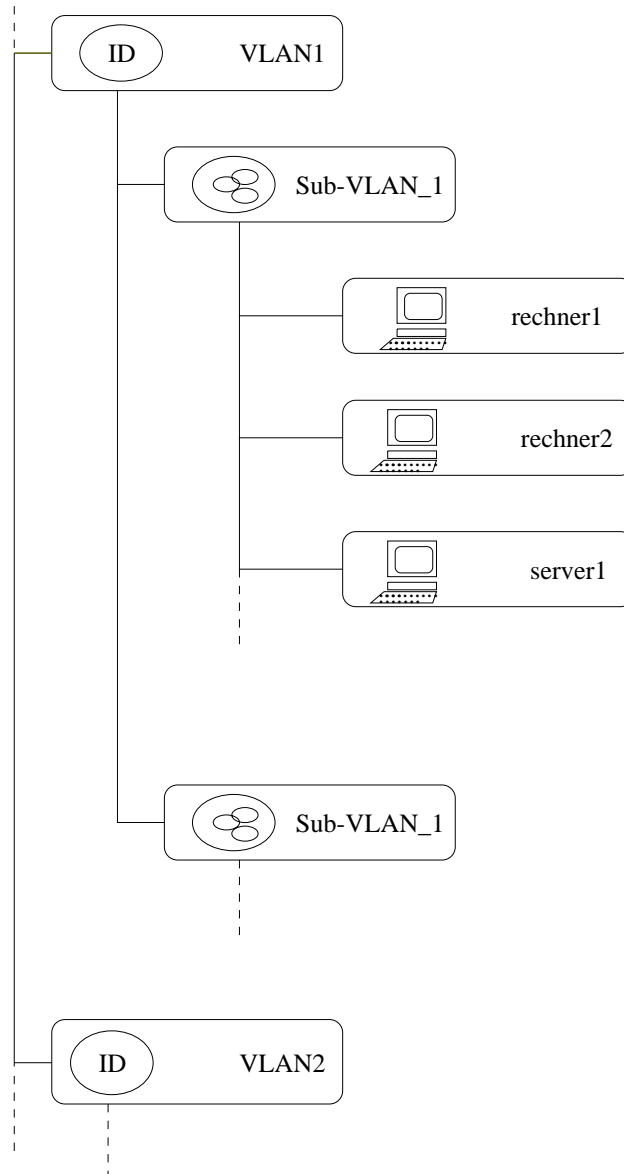 ID VLAN1
Sub-VLAN_1
rechner1
rechner2
server1
Sub-VLAN_1
ID VLAN2